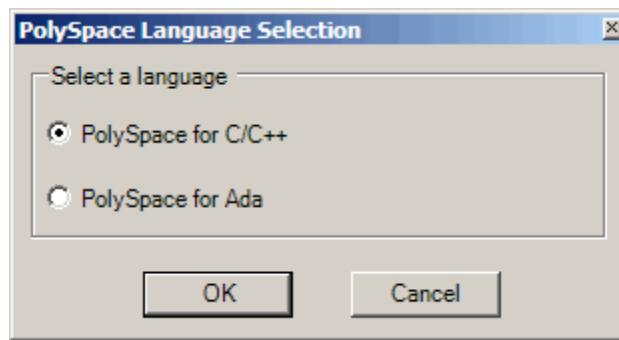 PolySpace Language Selection
Select a language
PolySpace for C/C++
PolySpace for Ada
OK Cancel